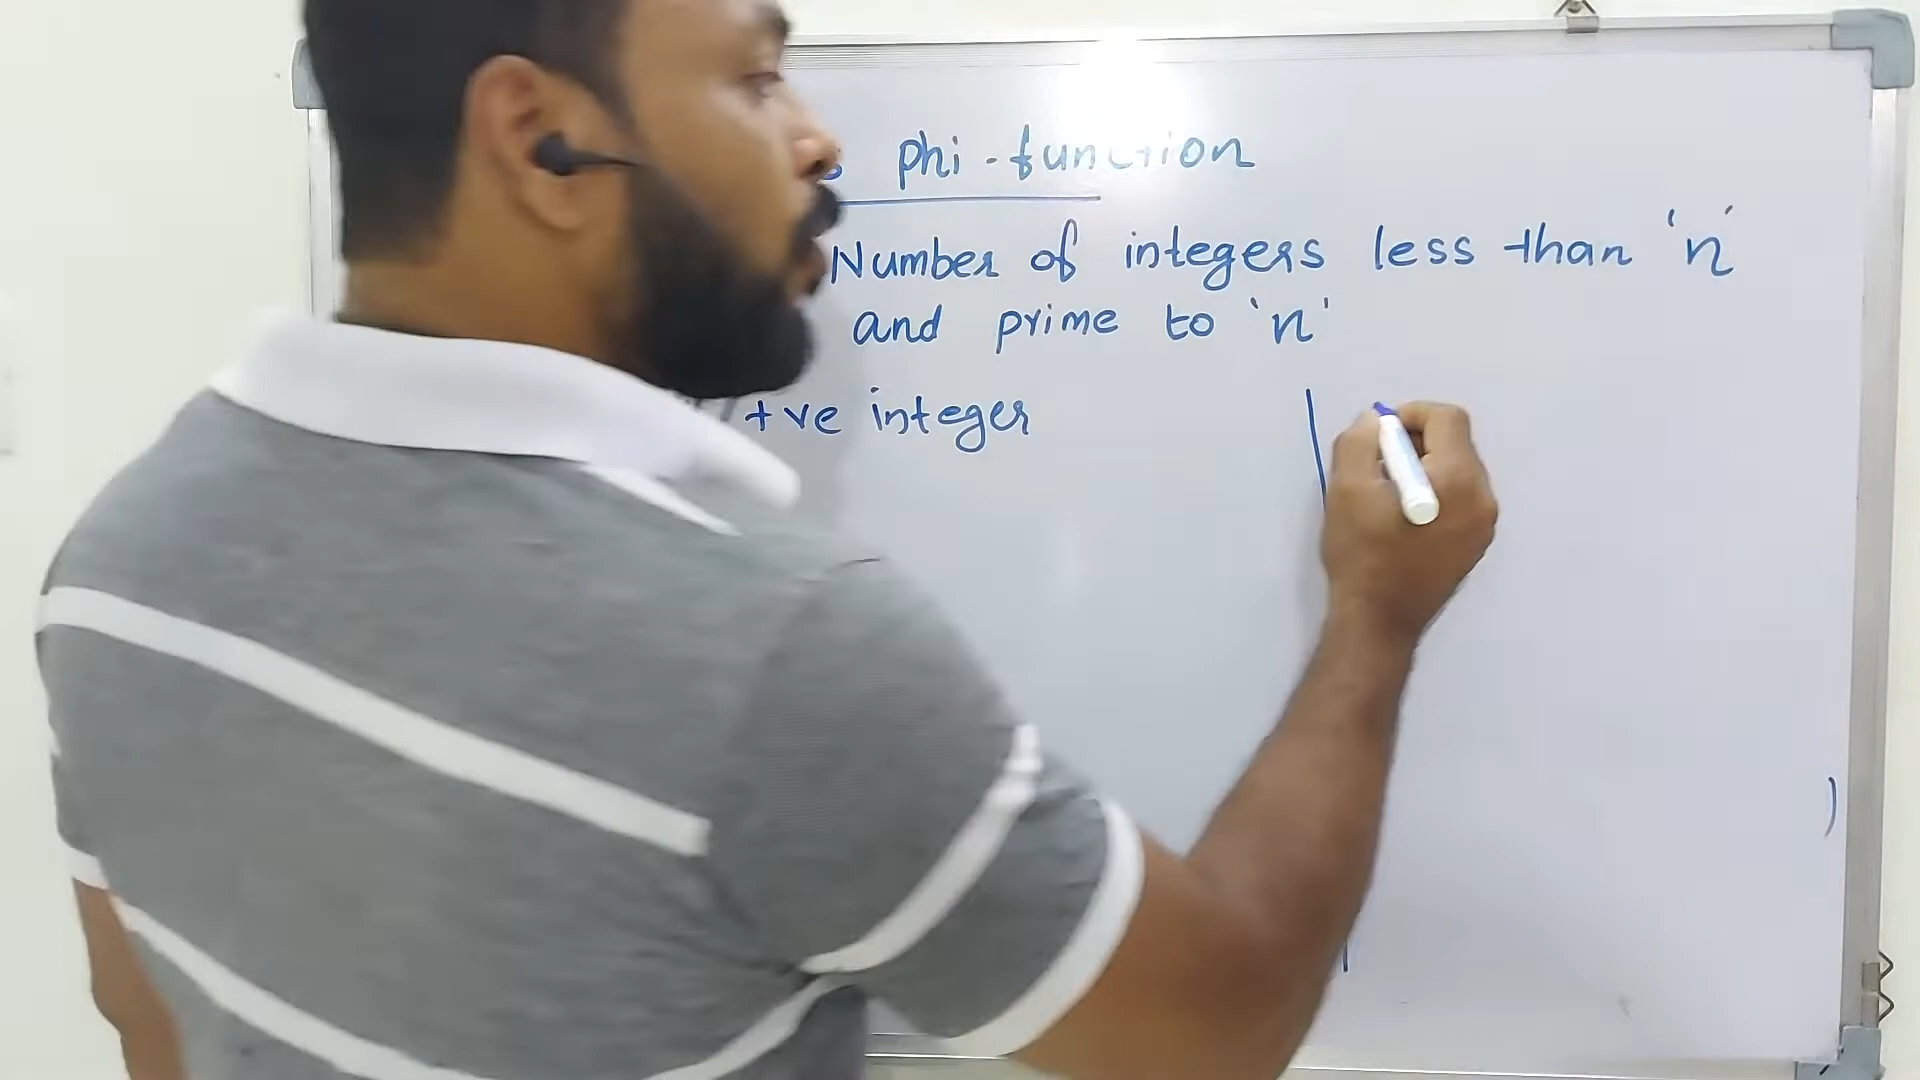 phi-function
Number of integers less than 'n'
and prime to 'n'
+ve integer
)